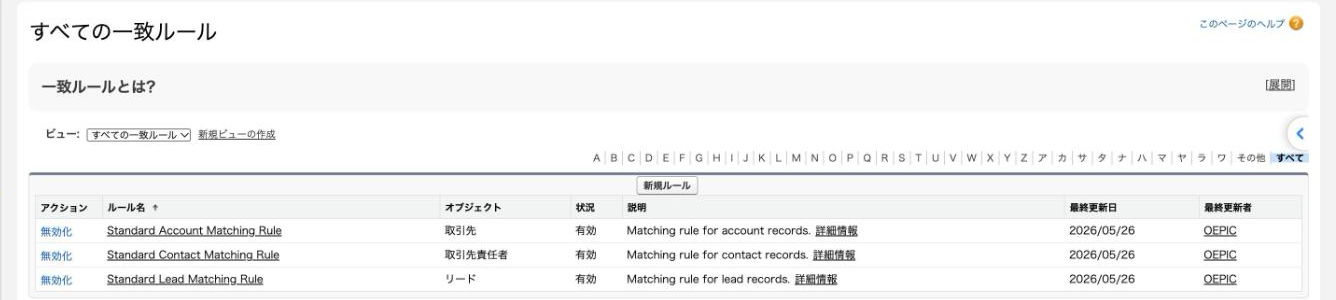 すべての一致ルール
このページのヘルプ ?
一致ルールとは?
[展開]
ビュー: すべての一致ルール 新規ビューの作成
A | B | C | D | E | F | G | H | I | J | K | L | M | N | O | P | Q | R | S | T | U | V | W | X | Y | Z | ア | カ | サ | タ | ナ | ハ | マ | ヤ | ラ | ワ | その他 | すべて
新規ルール
アクション ルール名 ↑ オブジェクト 状況 説明 最終更新日 最終更新者
無効化 Standard Account Matching Rule 取引先 有効 Matching rule for account records. 詳細情報 2026/05/26 OEPIC
無効化 Standard Contact Matching Rule 取引先責任者 有効 Matching rule for contact records. 詳細情報 2026/05/26 OEPIC
無効化 Standard Lead Matching Rule リード 有効 Matching rule for lead records. 詳細情報 2026/05/26 OEPIC